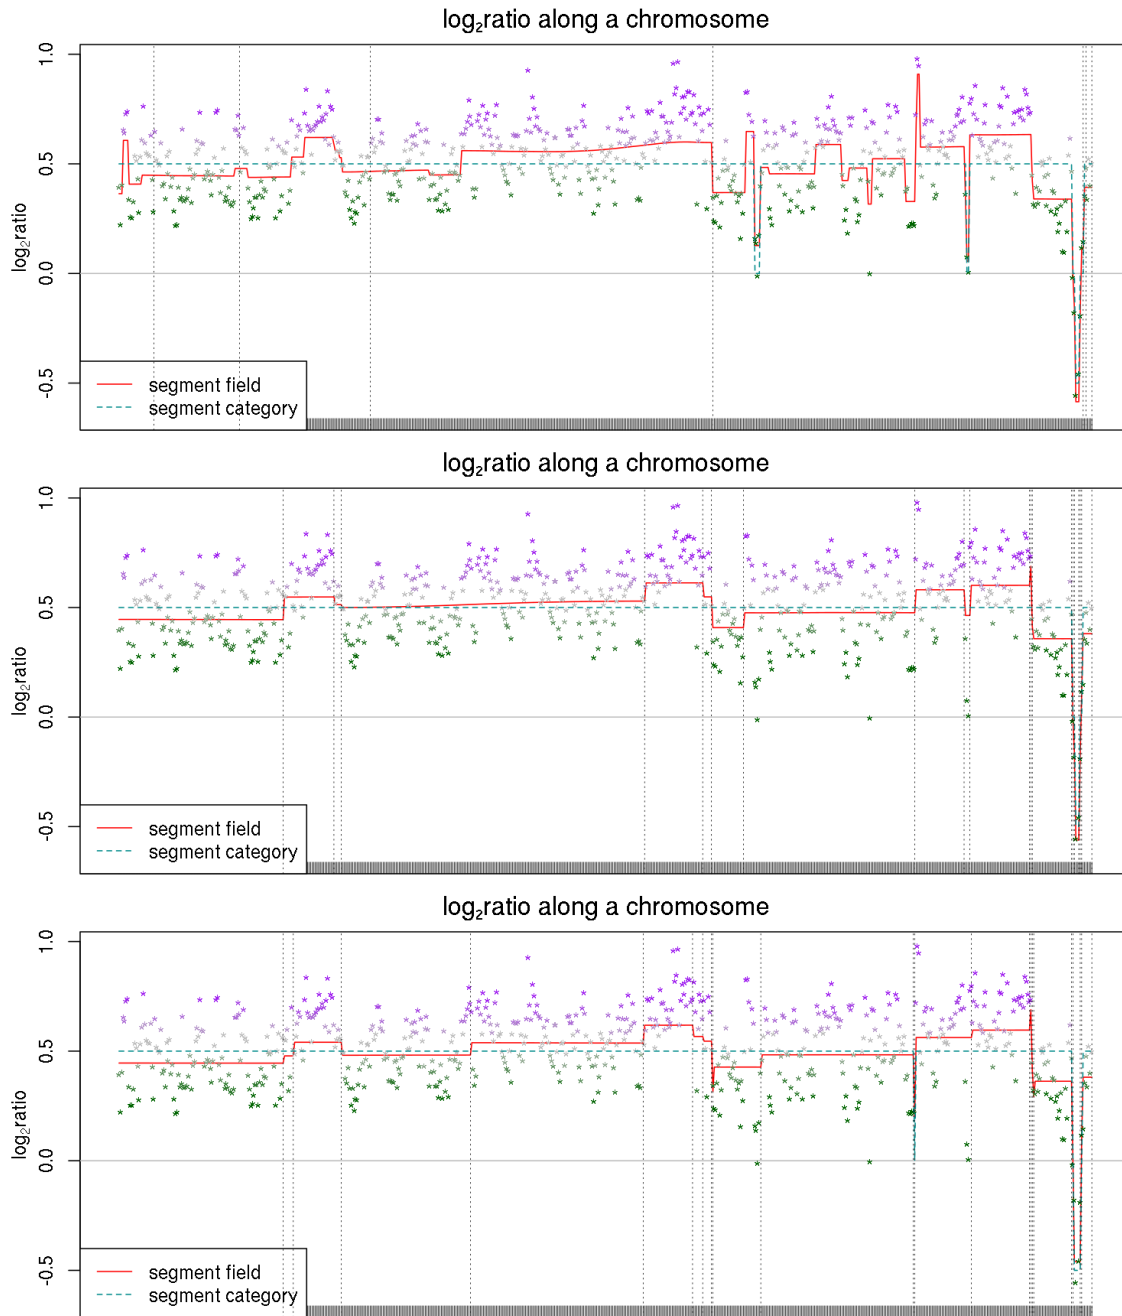 log₂ratio along a chromosome
1.0
0.5
0.0
-0.5
log₂ratio
segment field
segment category
log₂ratio along a chromosome
1.0
0.5
0.0
-0.5
log₂ratio
segment field
segment category
log₂ratio along a chromosome
1.0
0.5
0.0
-0.5
log₂ratio
segment field
segment category